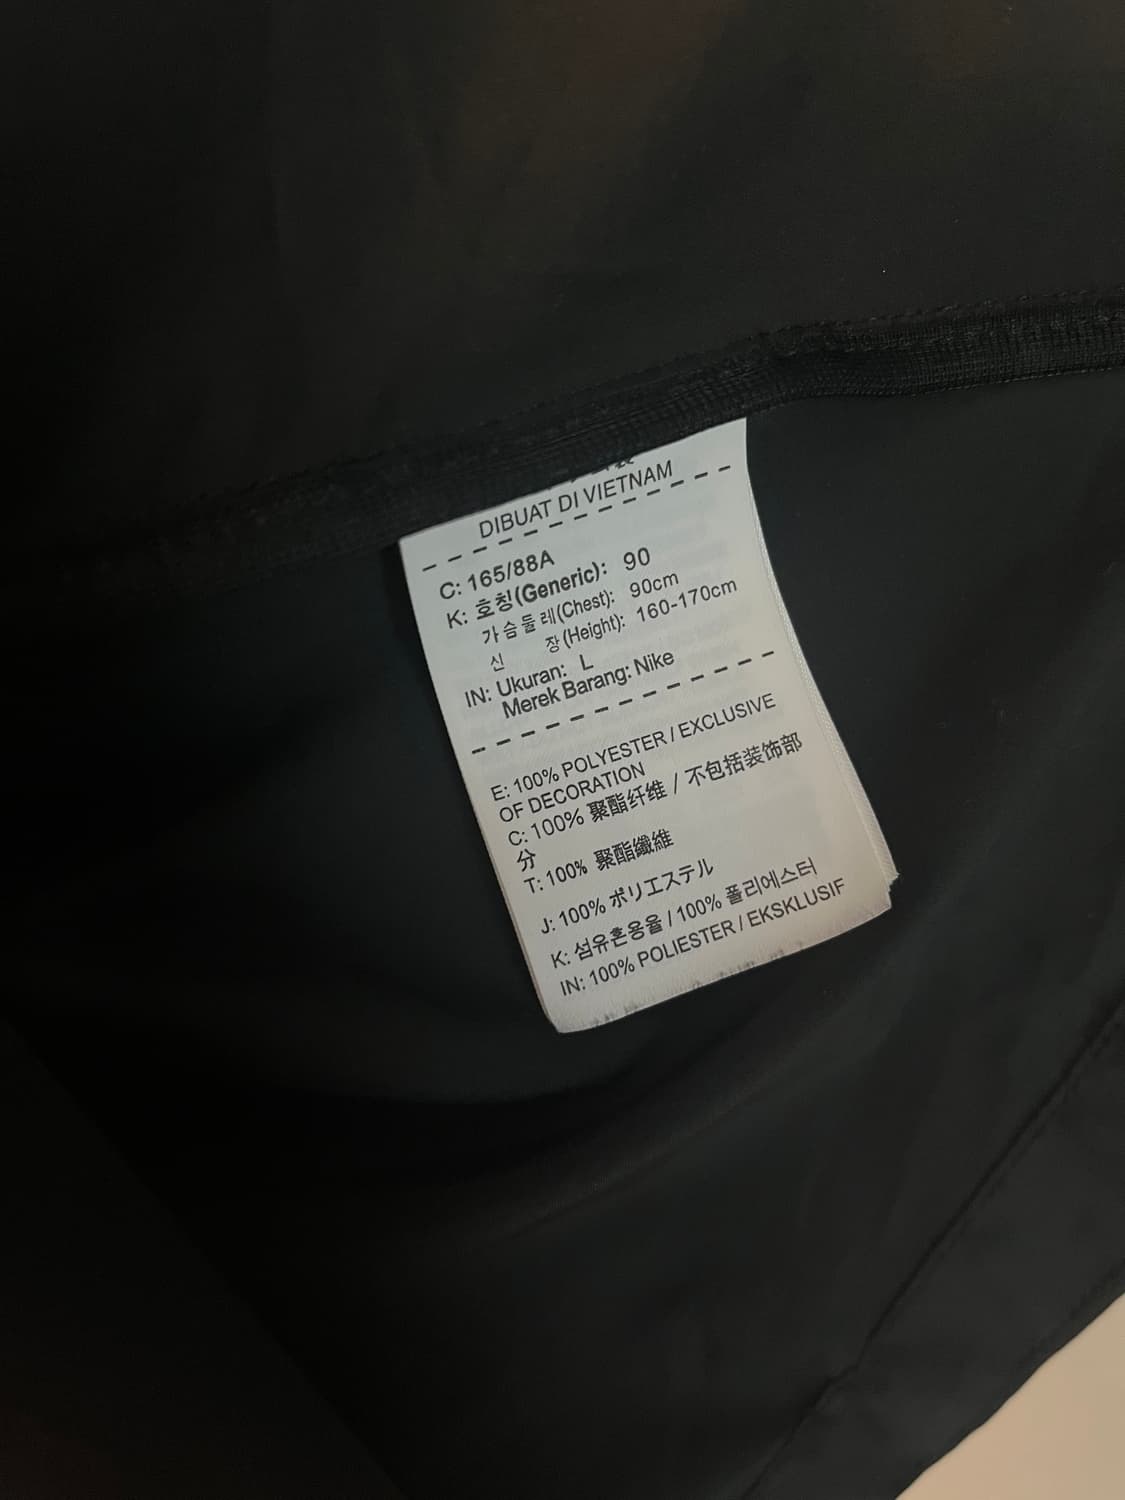 DIBUAT DI VIETNAM
C: 165/88A
K: 호칭(Generic): 90
가슴둘레(Chest): 90cm
신 장(Height): 160-170cm
IN: Ukuran: L
Merek Barang: Nike
E: 100% POLYESTER / EXCLUSIVE
OF DECORATION
C: 100% 聚酯纤维 / 不包括装饰部
分
T: 100% 聚酯纖維
J: 100% ポリエステル
K: 섬유혼용율 / 100% 폴리에스터
IN: 100% POLIESTER / EKSKLUSIF